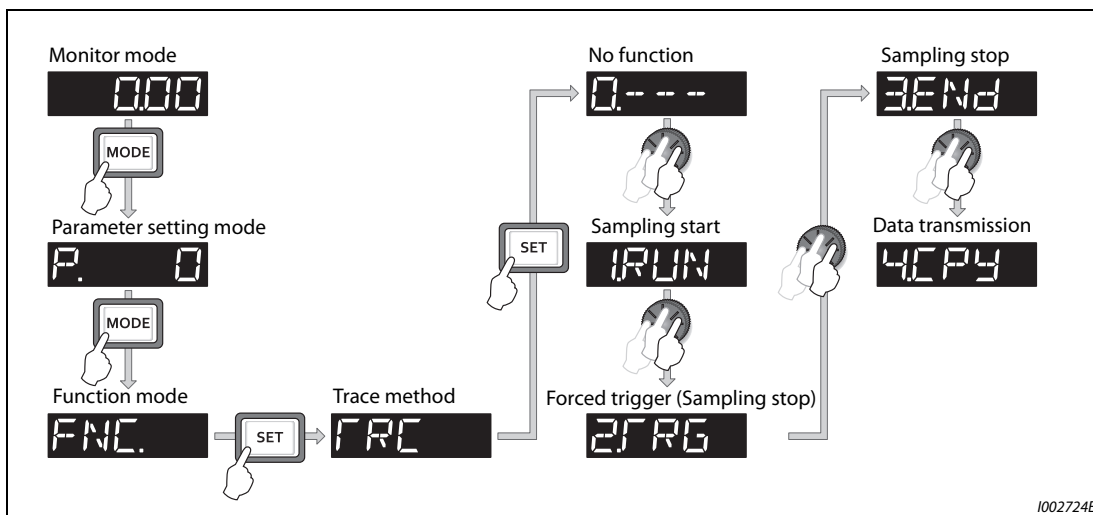 Monitor mode
0.00
MODE
Parameter setting mode
P. 0
MODE
Function mode
FNC.
SET
Trace method
TRC
SET
No function
0.---
Sampling start
1.RUN
Forced trigger (Sampling stop)
2.TRG
Sampling stop
3.ENd
Data transmission
4.CPY
I002724E